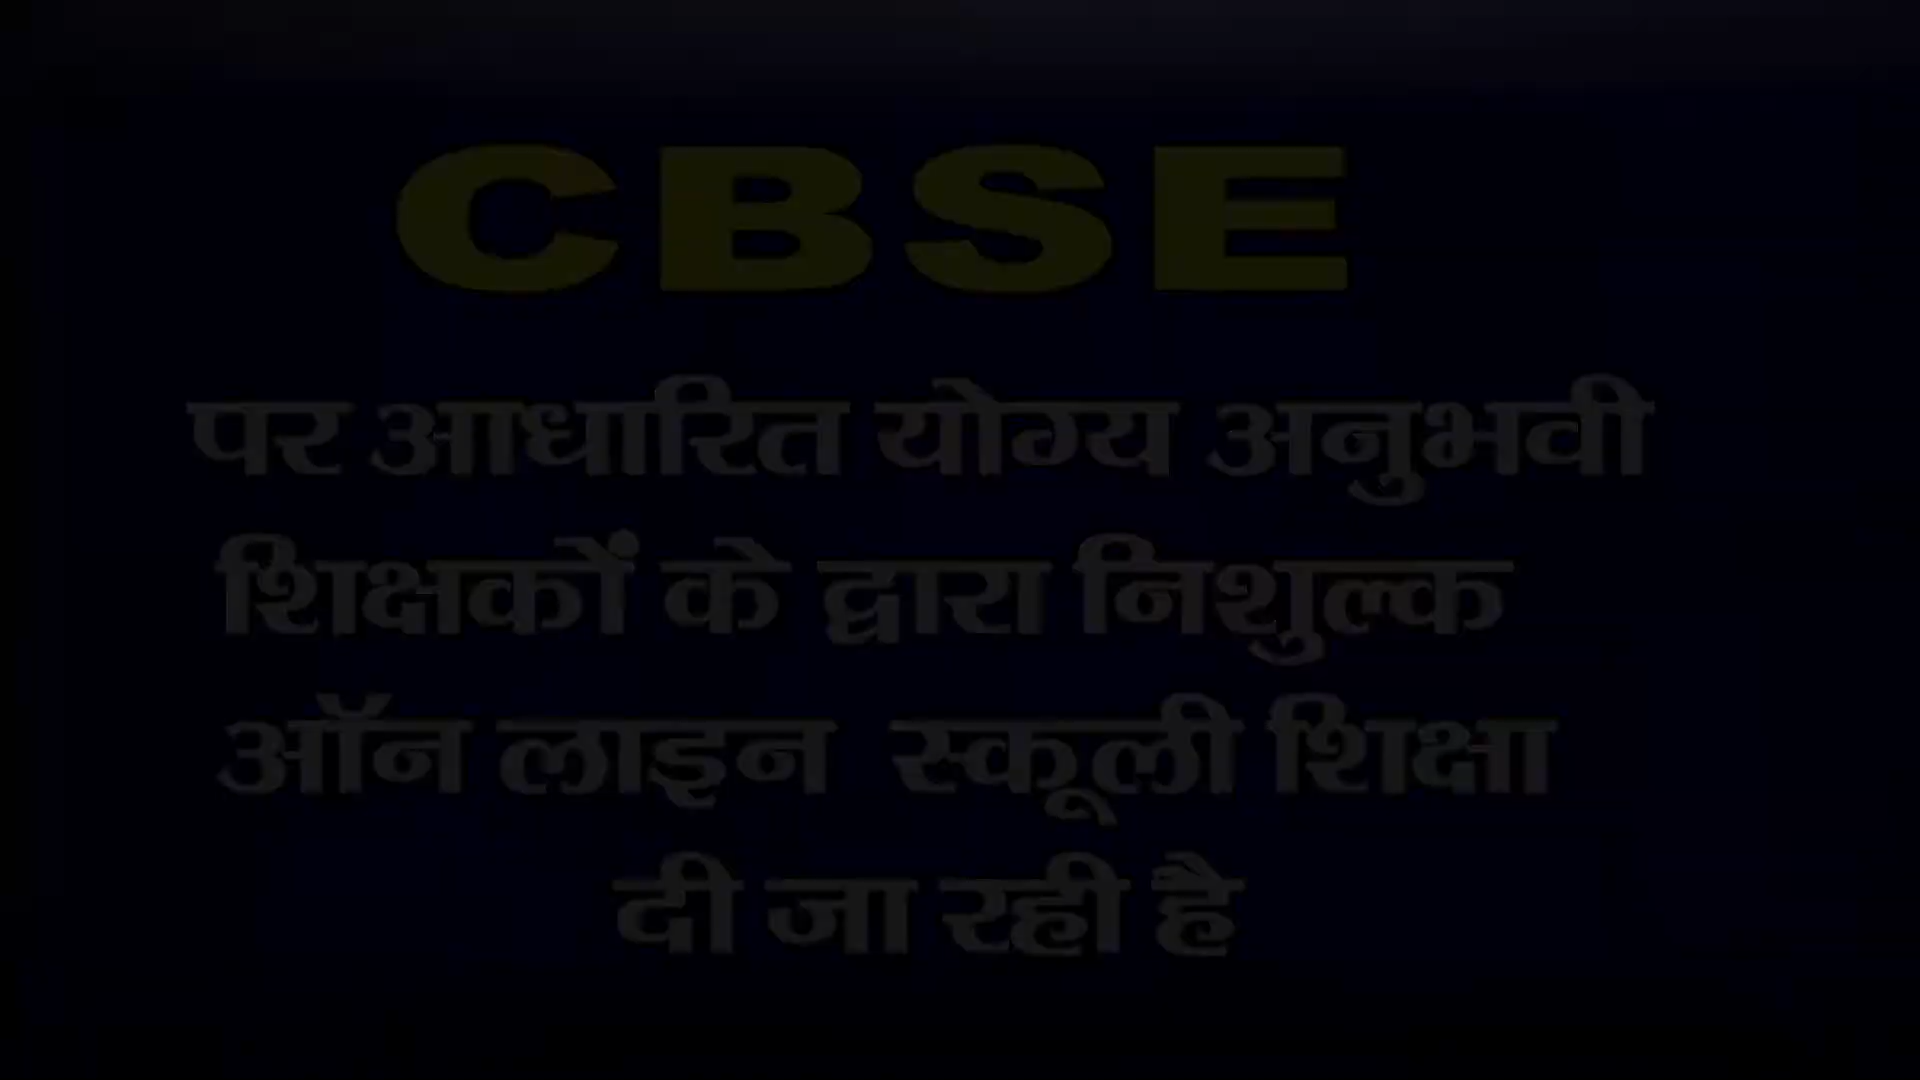 CBSE
पर आधारित योग्य अनुभवी
शिक्षकों के द्वारा निशुल्क
ऑन लाइन स्कूली शिक्षा
दी जा रही है